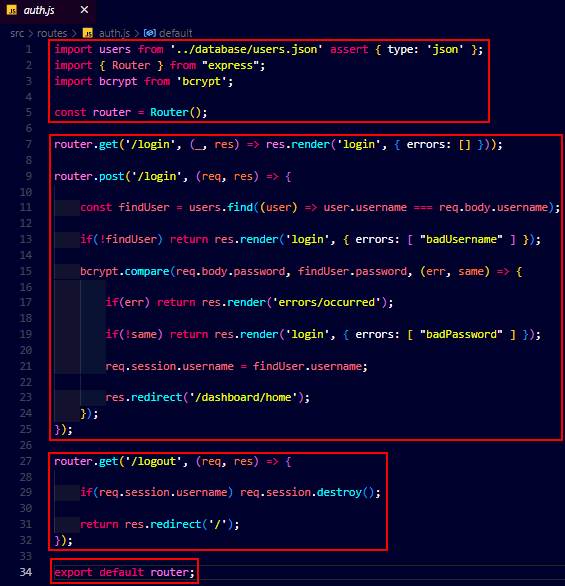 JS auth.js ×
src > routes > JS auth.js > default
1 import users from '../database/users.json' assert { type: 'json' };
2 import { Router } from "express";
3 import bcrypt from 'bcrypt';
4
5 const router = Router();
6
7 router.get('/login', (_, res) => res.render('login', { errors: [] }));
8
9 router.post('/login', (req, res) => {
10
11 const findUser = users.find((user) => user.username === req.body.username);
12
13 if(!findUser) return res.render('login', { errors: [ "badUsername" ] });
14
15 bcrypt.compare(req.body.password, findUser.password, (err, same) => {
16
17 if(err) return res.render('errors/occurred');
18
19 if(!same) return res.render('login', { errors: [ "badPassword" ] });
20
21 req.session.username = findUser.username;
22
23 res.redirect('/dashboard/home');
24 });
25 });
26
27 router.get('/logout', (req, res) => {
28
29 if(req.session.username) req.session.destroy();
30
31 return res.redirect('/');
32 });
33
34 export default router;